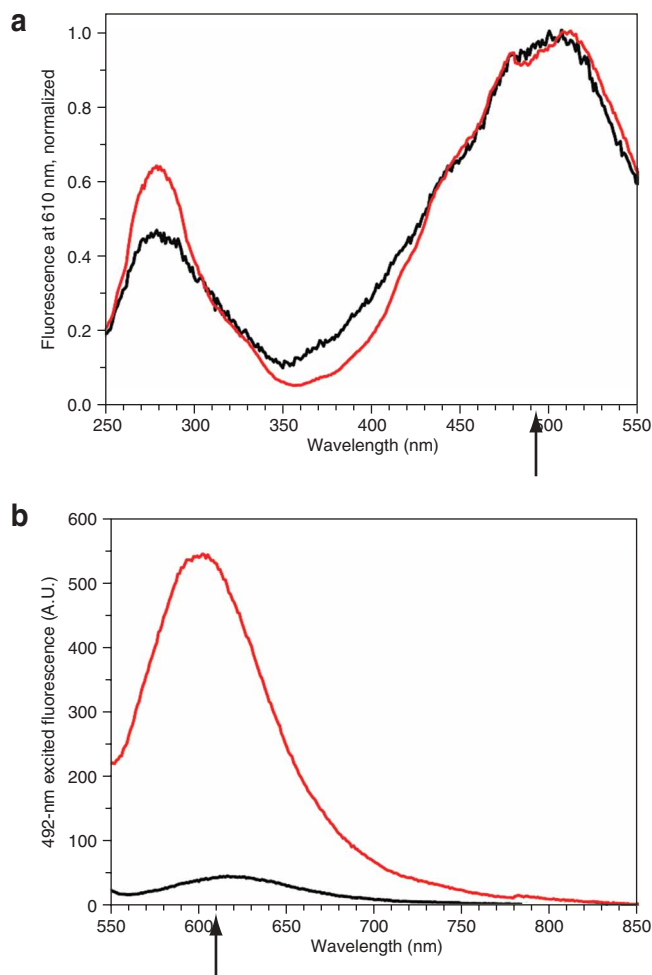 a
Fluorescence at 610 nm, normalized
1.0
0.8
0.6
0.4
0.2
0.0
250 300 350 400 450 500 550
Wavelength (nm)
b
492-nm excited fluorescence (A.U.)
600
500
400
300
200
100
0
550 600 650 700 750 800 850
Wavelength (nm)